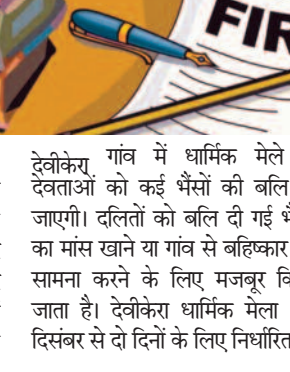 FIR
देवीकेरा गांव में धार्मिक मेले
देवताओं को कई भैंसों की बलि
जाएगी। दलितों को बलि दी गई
का मांस खाने या गांव से बहिष्कार
सामना करने के लिए मजबूर
जाता है। देवीकेरा धार्मिक मेला
दिसंबर से दो दिनों के लिए निर्धारित